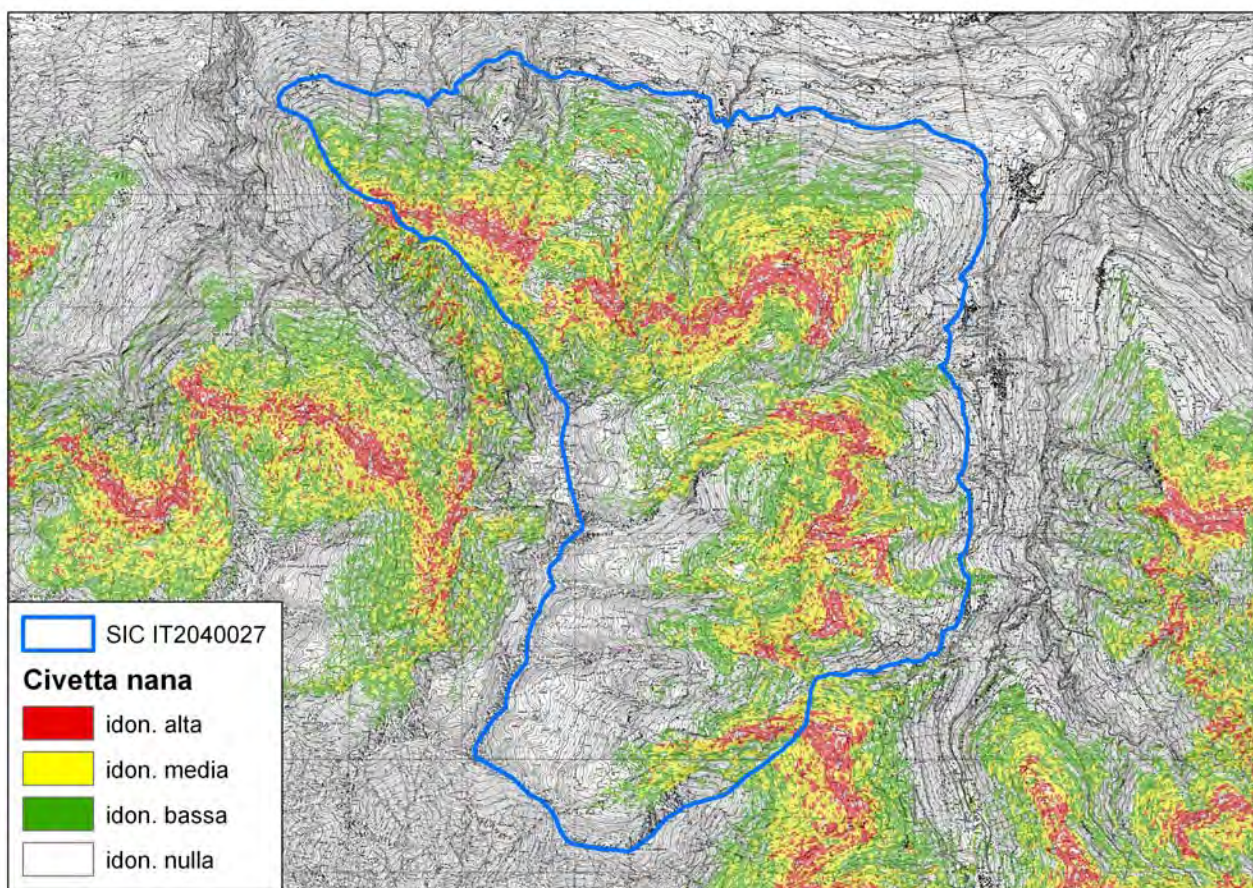 SIC IT2040027
Civetta nana
idon. alta
idon. media
idon. bassa
idon. nulla